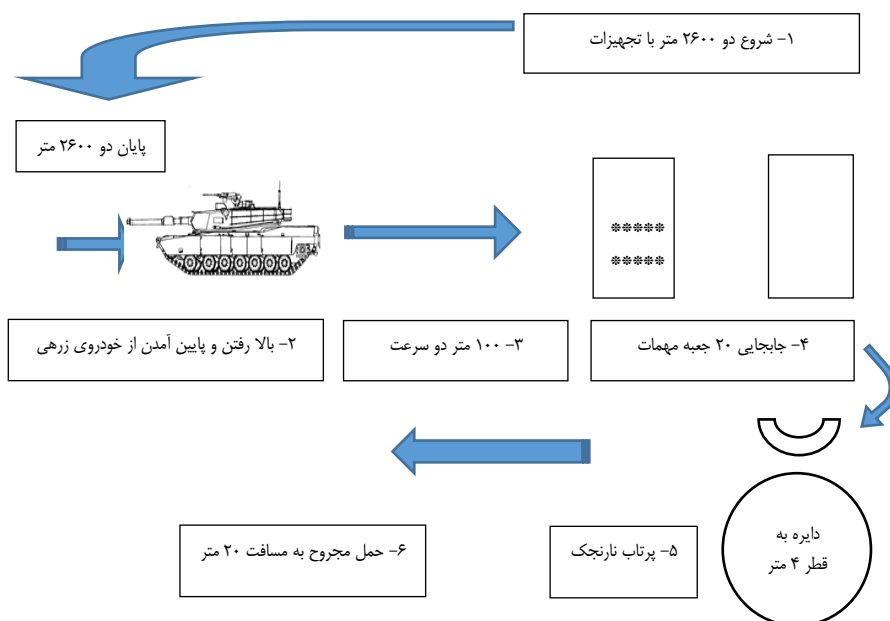 ۱- شروع دو ۲۶۰۰ متر با تجهیزات
پایان دو ۲۶۰۰ متر
*****
*****
۲- بالا رفتن و پایین آمدن از خودروی زرهی
۳- ۱۰۰ متر دو سرعت
۴- جابجایی ۲۰ جعبه مهمات
دایره به
قطر ۴ متر
۵- پرتاب نارنجک
۶- حمل مجروح به مسافت ۲۰ متر